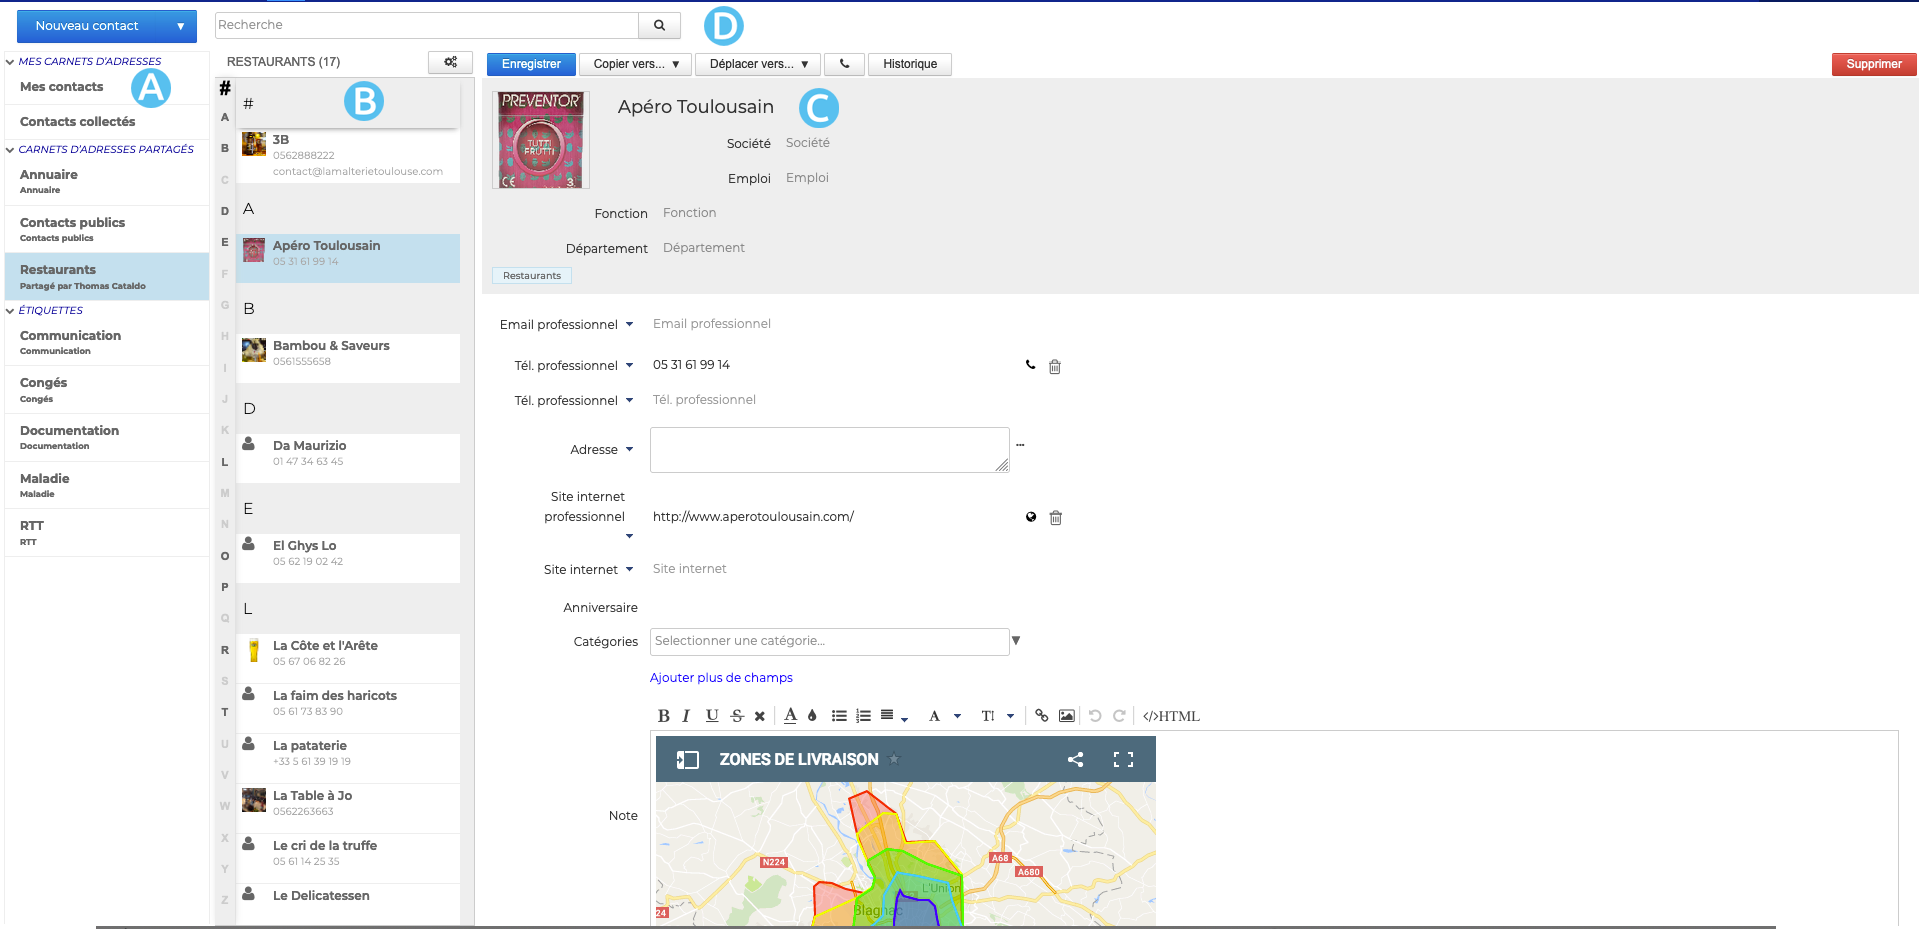 Nouveau contact ▼
Recherche
D
MES CARNETS D'ADRESSES
Mes contacts
A
Contacts collectés
CARNETS D'ADRESSES PARTAGÉS
Annuaire
Annuaire
Contacts publics
Contacts publics
Restaurants
Partagé par Thomas Cataldo
ÉTIQUETTES
Communication
Communication
Congés
Congés
Documentation
Documentation
Maladie
Maladie
RTT
RTT
RESTAURANTS (17)
#
A
B
C
D
E
F
G
H
I
J
K
L
M
N
O
P
Q
R
S
T
U
V
W
X
Y
Z
#
B
3B
0562888222
contact@lamalterietoulouse.com
A
Apéro Toulousain
05 31 61 99 14
B
Bambou & Saveurs
0561555658
D
Da Maurizio
01 47 34 63 45
E
El Ghys Lo
05 62 19 02 42
L
La Côte et l'Arête
05 67 06 82 26
La faim des haricots
05 61 73 83 90
La pataterie
+33 5 61 39 19 19
La Table à Jo
0562263663
Le cri de la truffe
05 61 14 25 35
Le Delicatessen
Enregistrer
Copier vers... ▼
Déplacer vers... ▼
Historique
Supprimer
PREVENTOR
TUTTI
FRUTTI
CE
3
Apéro Toulousain
C
Société Société
Emploi Emploi
Fonction Fonction
Département Département
Restaurants
Email professionnel Email professionnel
Tél. professionnel 05 31 61 99 14
Tél. professionnel Tél. professionnel
Adresse ...
Site internet
professionnel http://www.aperotoulousain.com/
Site internet Site internet
Anniversaire
Catégories Selectionner une catégorie... ▼
Ajouter plus de champs
B I U S A A T! </>HTML
Note
ZONES DE LIVRAISON
N224
A68
A680
L'Union
Blagnac
24